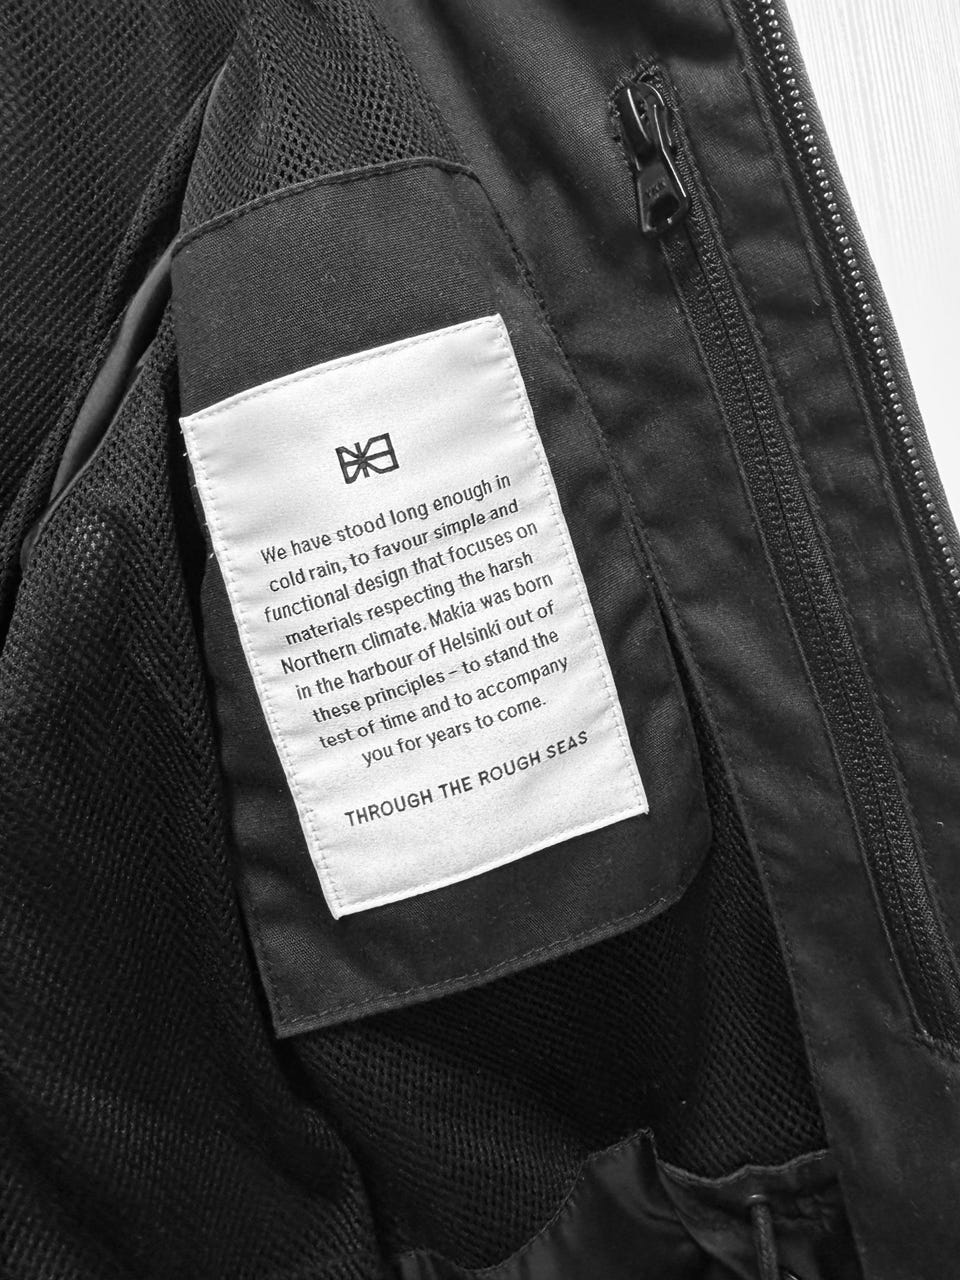 We have stood long enough in
cold rain, to favour simple and
functional design that focuses on
materials respecting the harsh
Northern climate. Makia was born
in the harbour of Helsinki out of
these principles – to stand the
test of time and to accompany
you for years to come.
THROUGH THE ROUGH SEAS
YKK